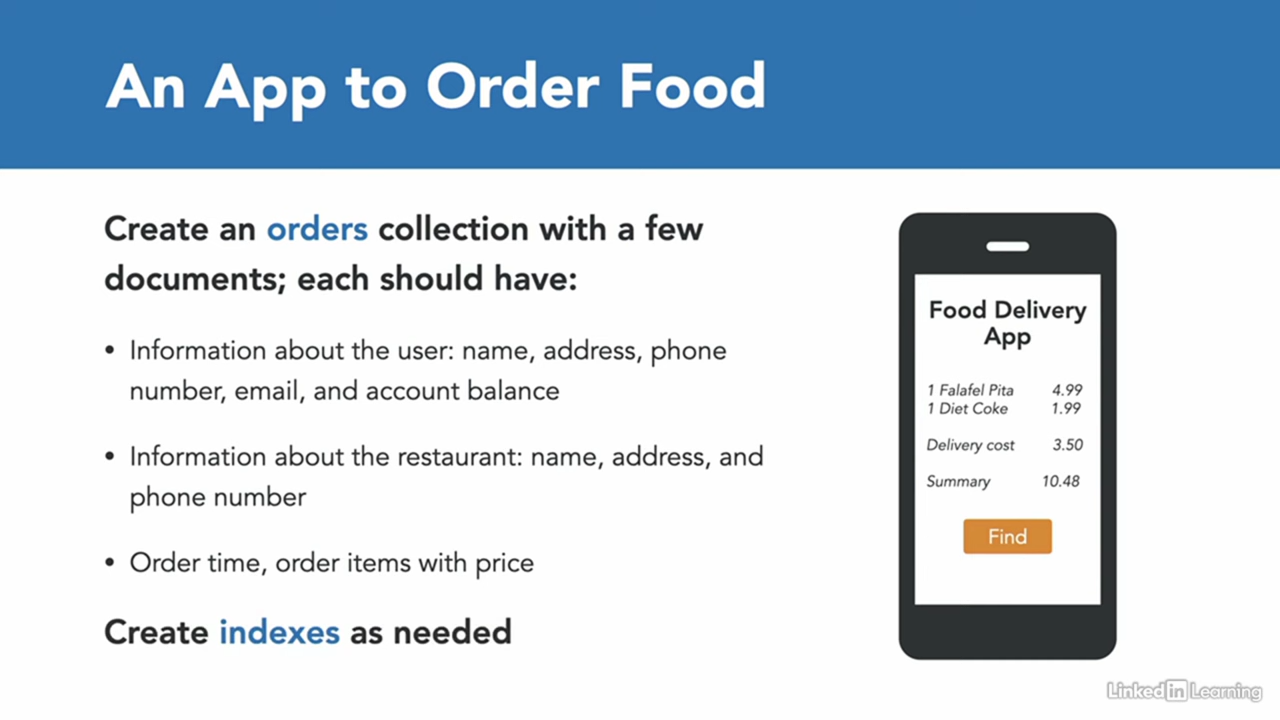 An App to Order Food
Create an orders collection with a few
documents; each should have:
• Information about the user: name, address, phone
number, email, and account balance
• Information about the restaurant: name, address, and
phone number
• Order time, order items with price
Create indexes as needed
Food Delivery
App
1 Falafel Pita 4.99
1 Diet Coke 1.99
Delivery cost 3.50
Summary 10.48
Find
Linked in Learning